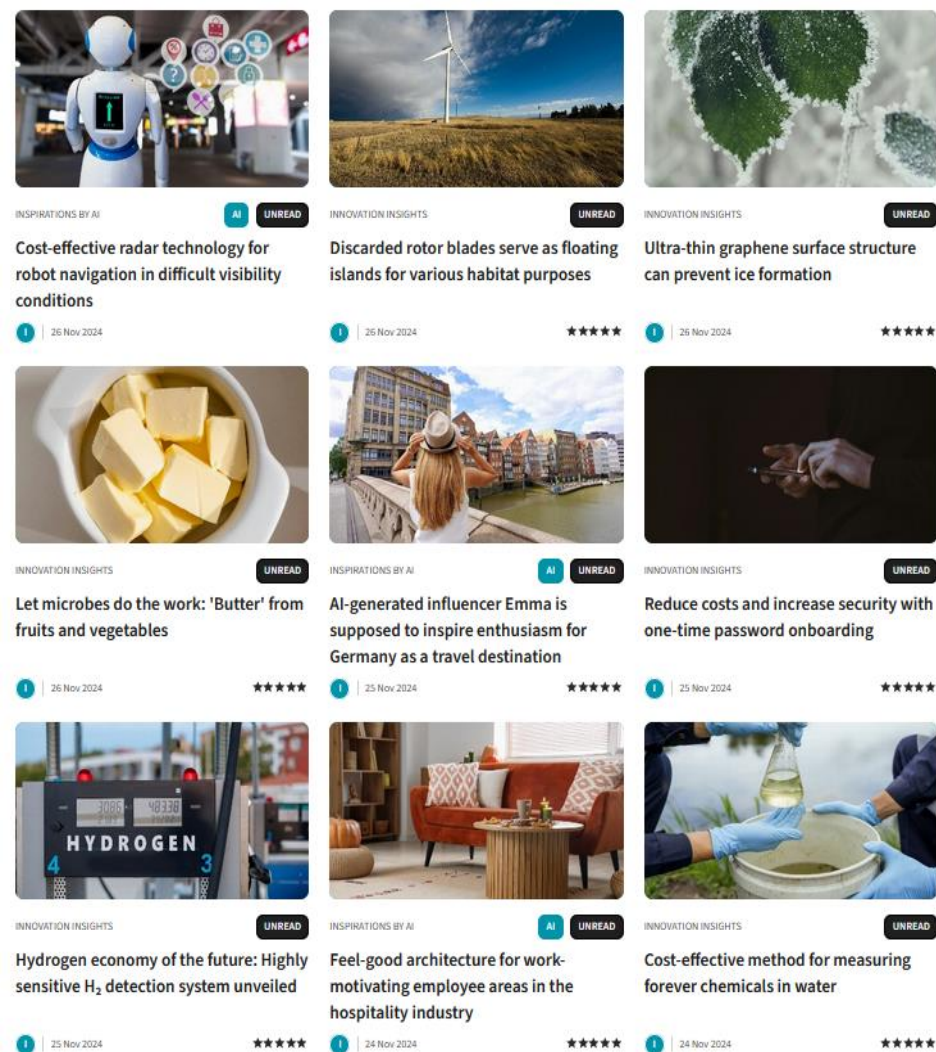 INSPIRATIONS BY AI
AI
UNREAD
Cost-effective radar technology for
robot navigation in difficult visibility
conditions
I
26 Nov 2024
INNOVATION INSIGHTS
UNREAD
Discarded rotor blades serve as floating
islands for various habitat purposes
I
26 Nov 2024
★★★★★
INNOVATION INSIGHTS
UNREAD
Ultra-thin graphene surface structure
can prevent ice formation
I
26 Nov 2024
★★★★★
INNOVATION INSIGHTS
UNREAD
Let microbes do the work: 'Butter' from
fruits and vegetables
I
26 Nov 2024
★★★★★
INSPIRATIONS BY AI
AI
UNREAD
AI-generated influencer Emma is
supposed to inspire enthusiasm for
Germany as a travel destination
I
25 Nov 2024
★★★★★
INNOVATION INSIGHTS
UNREAD
Reduce costs and increase security with
one-time password onboarding
I
25 Nov 2024
★★★★★
HYDROGEN
4
3
INNOVATION INSIGHTS
UNREAD
Hydrogen economy of the future: Highly
sensitive H₂ detection system unveiled
I
25 Nov 2024
★★★★★
INSPIRATIONS BY AI
AI
UNREAD
Feel-good architecture for work-
motivating employee areas in the
hospitality industry
I
24 Nov 2024
★★★★★
INNOVATION INSIGHTS
UNREAD
Cost-effective method for measuring
forever chemicals in water
I
24 Nov 2024
★★★★★